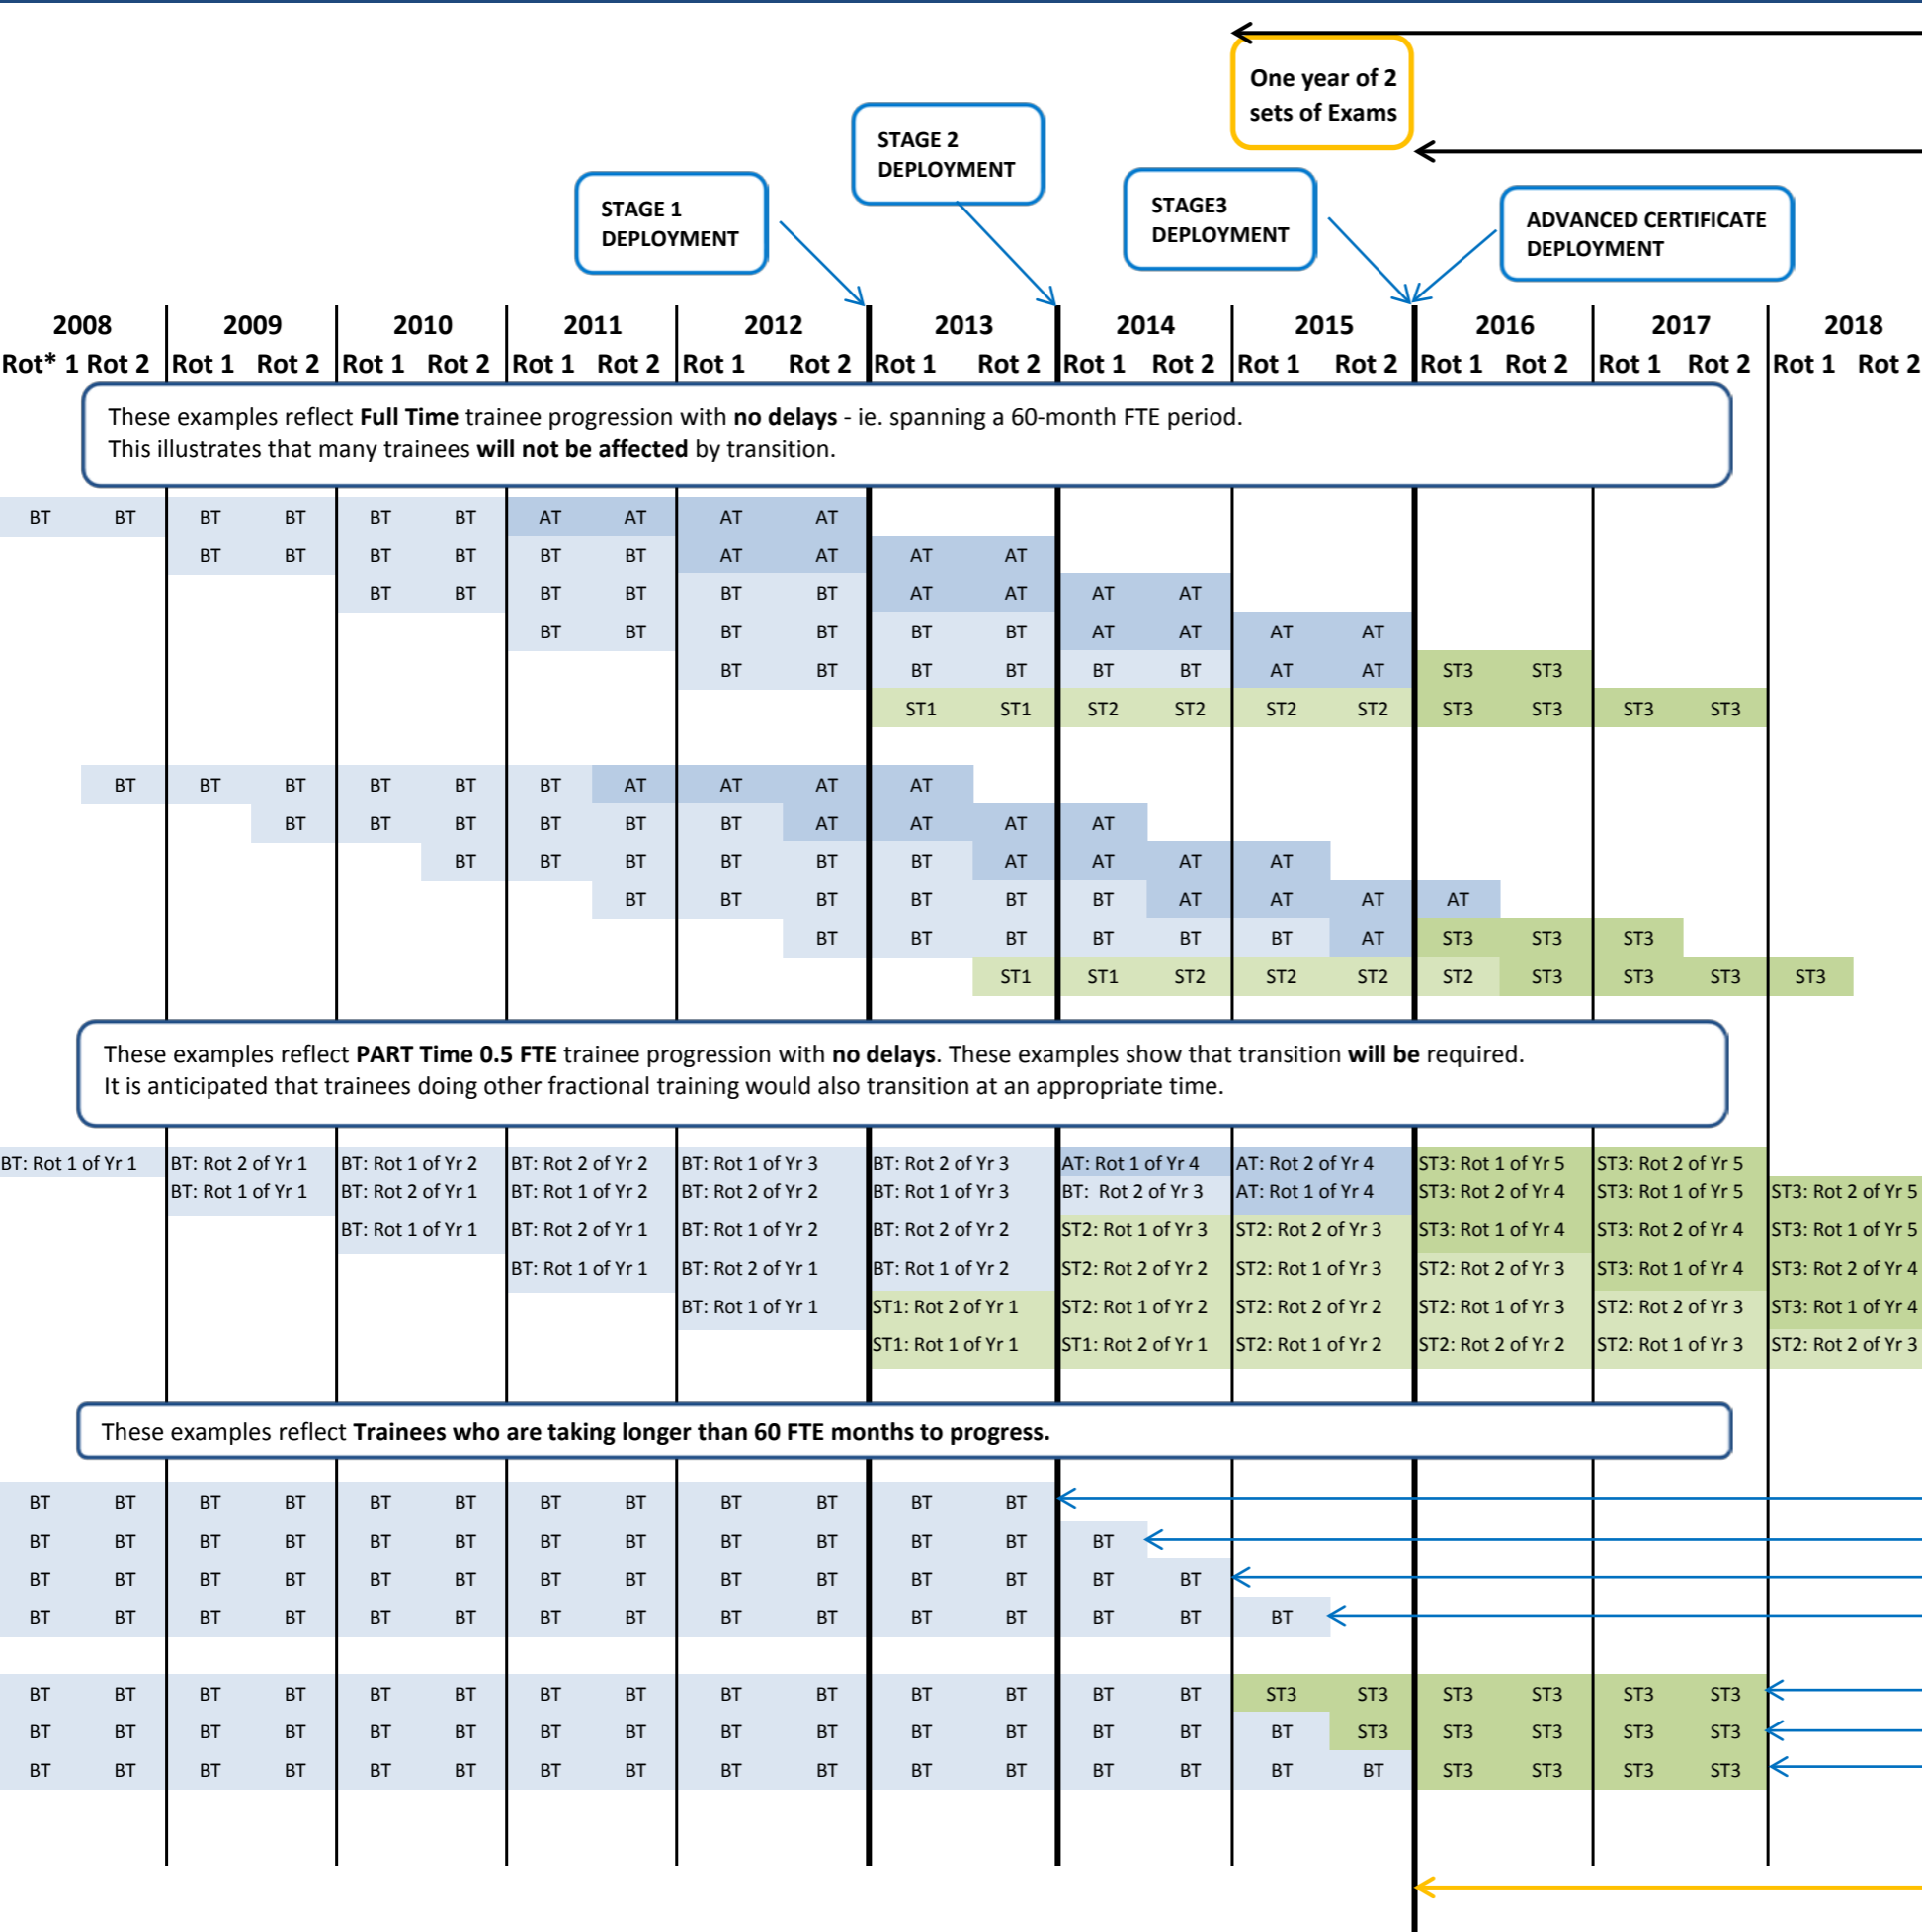 One year of 2
sets of Exams
STAGE 2
DEPLOYMENT
STAGE 1
DEPLOYMENT
STAGE3
DEPLOYMENT
ADVANCED CERTIFICATE
DEPLOYMENT
2008 2009 2010 2011 2012 2013 2014 2015 2016 2017 2018
Rot* 1 Rot 2 Rot 1 Rot 2 Rot 1 Rot 2 Rot 1 Rot 2 Rot 1 Rot 2 Rot 1 Rot 2 Rot 1 Rot 2 Rot 1 Rot 2 Rot 1 Rot 2 Rot 1 Rot 2 Rot 1 Rot 2
These examples reflect Full Time trainee progression with no delays - ie. spanning a 60-month FTE period.
This illustrates that many trainees will not be affected by transition.
BT BT BT BT BT BT AT AT AT AT
BT BT BT BT BT BT AT AT AT AT
BT BT BT BT BT BT AT AT AT AT
BT BT BT BT BT BT AT AT AT AT
BT BT BT BT BT BT AT AT ST3 ST3
ST1 ST1 ST2 ST2 ST2 ST2 ST3 ST3 ST3 ST3
BT BT BT BT BT BT AT AT AT AT
BT BT BT BT BT BT AT AT AT AT
BT BT BT BT BT BT AT AT AT AT
BT BT BT BT BT BT AT AT AT AT
BT BT BT BT BT BT AT ST3 ST3 ST3
ST1 ST1 ST2 ST2 ST2 ST2 ST3 ST3 ST3 ST3
These examples reflect PART Time 0.5 FTE trainee progression with no delays. These examples show that transition will be required.
It is anticipated that trainees doing other fractional training would also transition at an appropriate time.
BT: Rot 1 of Yr 1 BT: Rot 2 of Yr 1 BT: Rot 1 of Yr 2 BT: Rot 2 of Yr 2 BT: Rot 1 of Yr 3 BT: Rot 2 of Yr 3 AT: Rot 1 of Yr 4 AT: Rot 2 of Yr 4 ST3: Rot 1 of Yr 5 ST3: Rot 2 of Yr 5
BT: Rot 1 of Yr 1 BT: Rot 2 of Yr 1 BT: Rot 1 of Yr 2 BT: Rot 2 of Yr 2 BT: Rot 1 of Yr 3 BT: Rot 2 of Yr 3 AT: Rot 1 of Yr 4 ST3: Rot 2 of Yr 4 ST3: Rot 1 of Yr 5 ST3: Rot 2 of Yr 5
BT: Rot 1 of Yr 1 BT: Rot 2 of Yr 1 BT: Rot 1 of Yr 2 BT: Rot 2 of Yr 2 ST2: Rot 1 of Yr 3 ST2: Rot 2 of Yr 3 ST3: Rot 1 of Yr 4 ST3: Rot 2 of Yr 4 ST3: Rot 1 of Yr 5
BT: Rot 1 of Yr 1 BT: Rot 2 of Yr 1 BT: Rot 1 of Yr 2 ST2: Rot 2 of Yr 2 ST2: Rot 1 of Yr 3 ST2: Rot 2 of Yr 3 ST3: Rot 1 of Yr 4 ST3: Rot 2 of Yr 4
BT: Rot 1 of Yr 1 ST1: Rot 2 of Yr 1 ST2: Rot 1 of Yr 2 ST2: Rot 2 of Yr 2 ST2: Rot 1 of Yr 3 ST2: Rot 2 of Yr 3 ST3: Rot 1 of Yr 4
ST1: Rot 1 of Yr 1 ST1: Rot 2 of Yr 1 ST2: Rot 1 of Yr 2 ST2: Rot 2 of Yr 2 ST2: Rot 1 of Yr 3 ST2: Rot 2 of Yr 3
These examples reflect Trainees who are taking longer than 60 FTE months to progress.
BT BT BT BT BT BT BT BT BT BT BT BT
BT BT BT BT BT BT BT BT BT BT BT BT BT
BT BT BT BT BT BT BT BT BT BT BT BT BT BT
BT BT BT BT BT BT BT BT BT BT BT BT BT BT BT
BT BT BT BT BT BT BT BT BT BT BT BT BT BT ST3 ST3 ST3 ST3 ST3 ST3
BT BT BT BT BT BT BT BT BT BT BT BT BT BT BT ST3 ST3 ST3 ST3 ST3
BT BT BT BT BT BT BT BT BT BT BT BT BT BT BT BT ST3 ST3 ST3 ST3